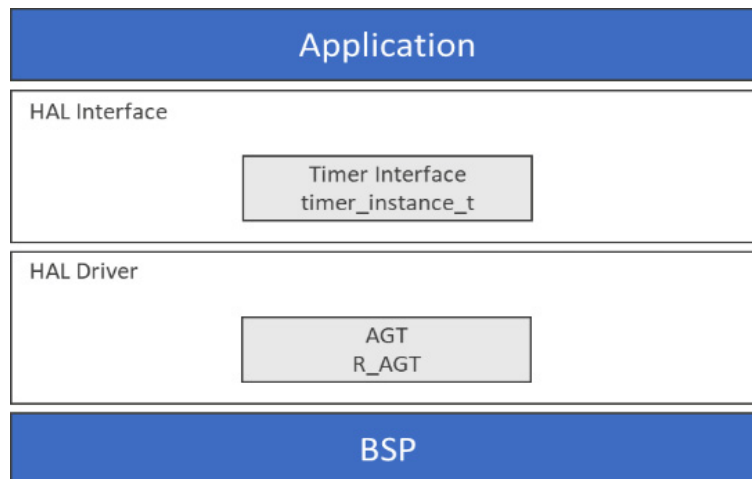 Application
HAL Interface
Timer Interface
timer_instance_t
HAL Driver
AGT
R_AGT
BSP